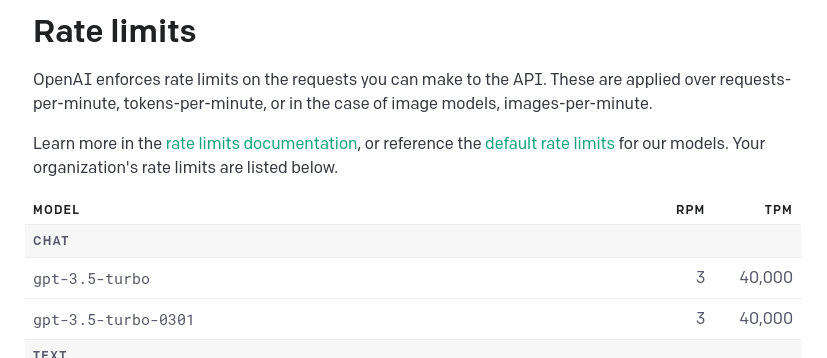 Rate limits
OpenAI enforces rate limits on the requests you can make to the API. These are applied over requests-
per-minute, tokens-per-minute, or in the case of image models, images-per-minute.
Learn more in the rate limits documentation, or reference the default rate limits for our models. Your
organization's rate limits are listed below.
MODEL RPM TPM
CHAT
gpt-3.5-turbo 3 40,000
gpt-3.5-turbo-0301 3 40,000
TEXT